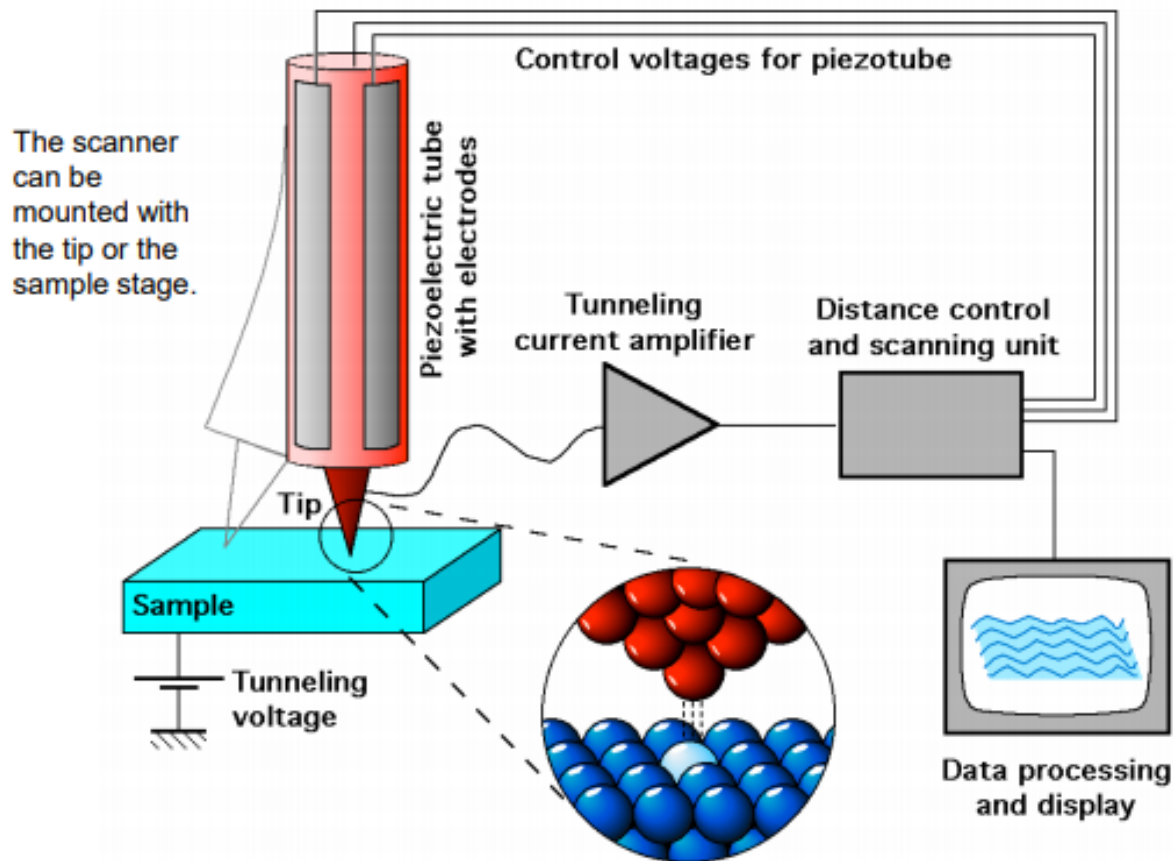 Control voltages for piezotube
The scanner
can be
mounted with
the tip or the
sample stage.
Piezoelectric tube
with electrodes
Tunneling
current amplifier
Distance control
and scanning unit
Tip
Sample
Tunneling
voltage
Data processing
and display